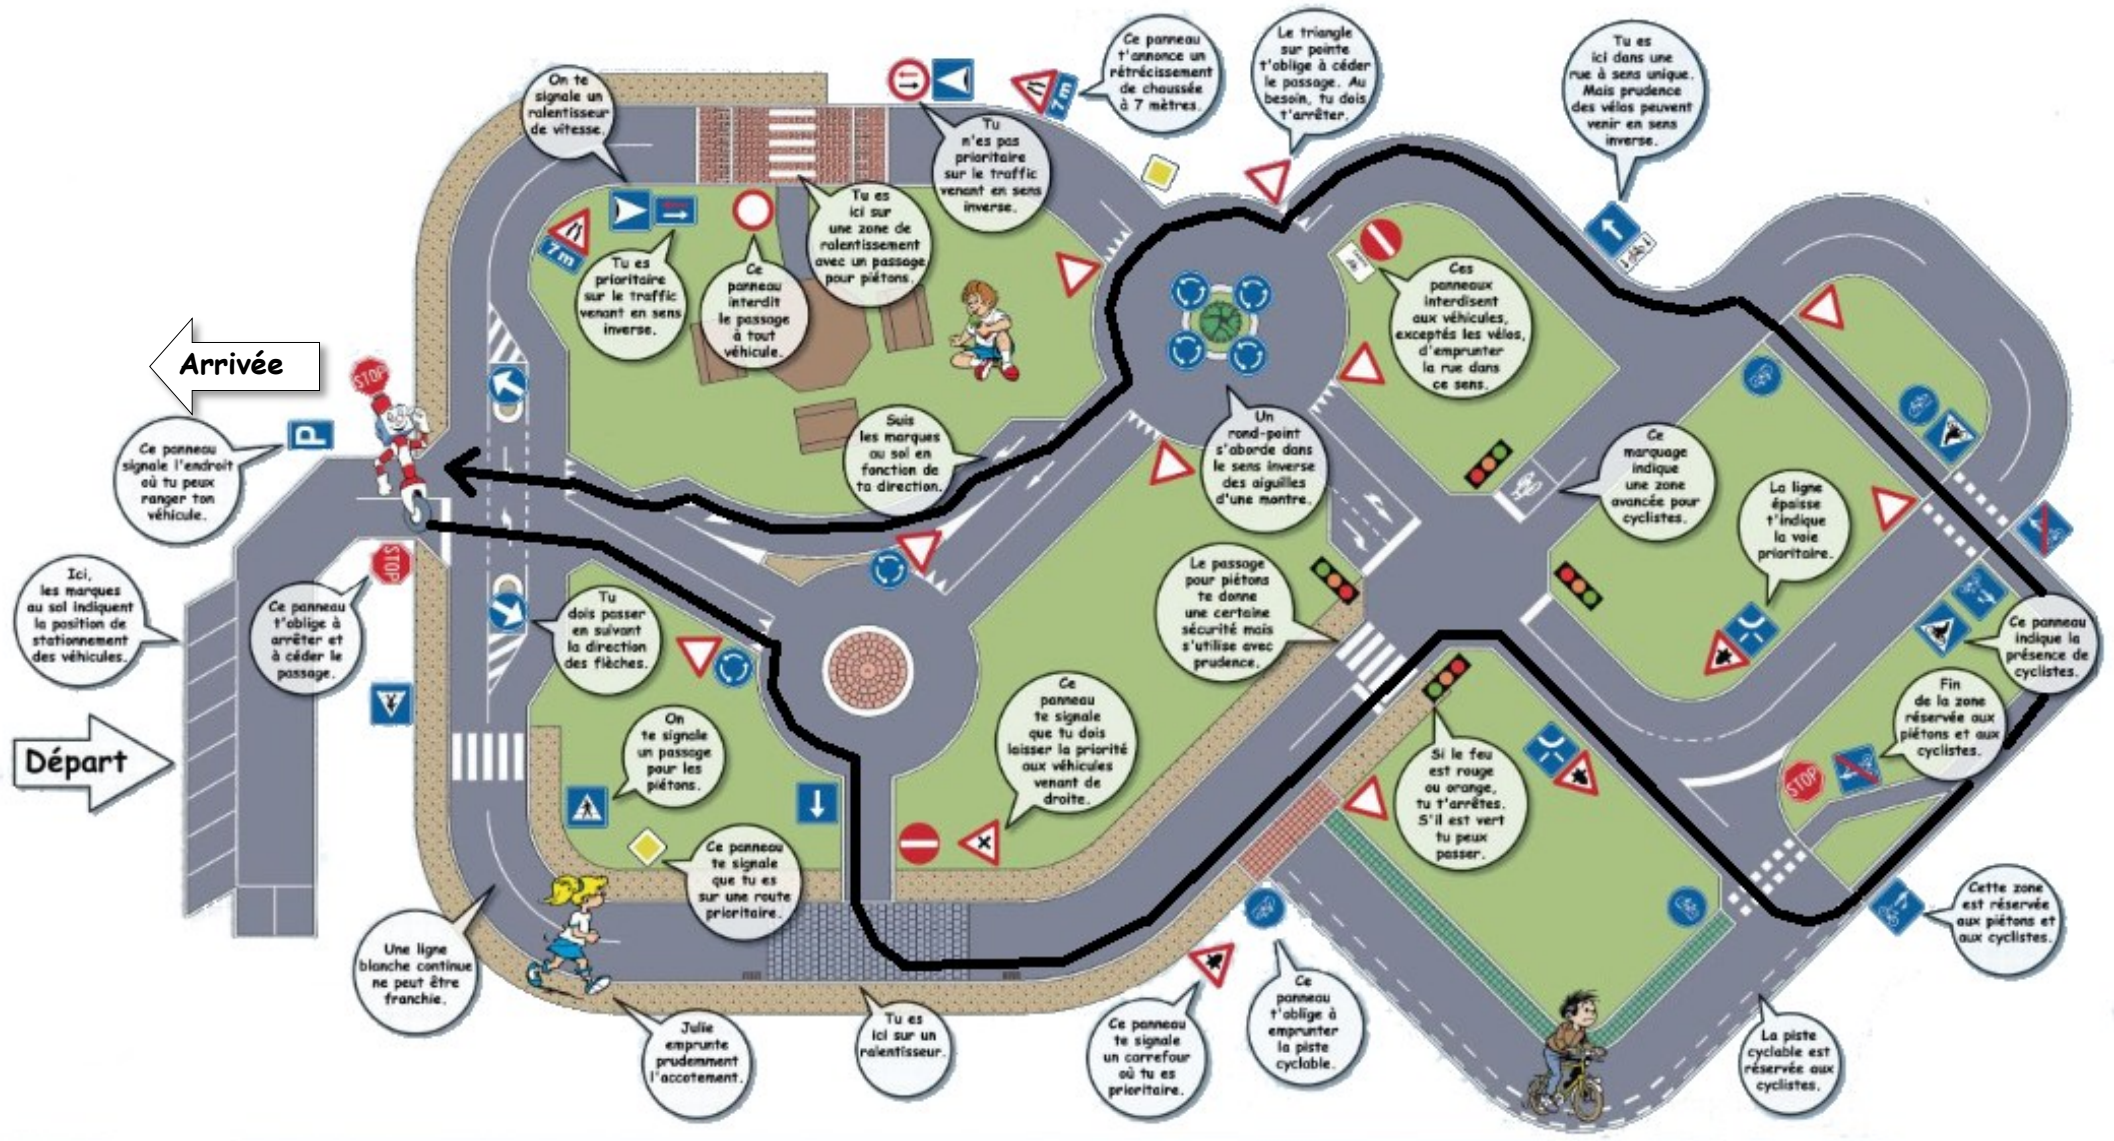 On te
signale un
ralentisseur
de vitesse.
Ce panneau
t'annonce un
rétrécissement
de chaussée
à 7 mètres.
7 m
Le triangle
sur pointe
t'oblige à céder
le passage. Au
besoin, tu dois
t'arrêter.
Tu es
ici dans une
rue à sens unique.
Mais prudence
des vélos peuvent
venir en sens
inverse.
Tu
n'es pas
prioritaire
sur le traffic
venant en sens
inverse.
Tu es
ici sur
une zone de
ralentissement
avec un passage
pour piétons.
7 m
Tu es
prioritaire
sur le traffic
venant en sens
inverse.
Ce
panneau
interdit
le passage
à tout
véhicule.
Ces
panneaux
interdisent
aux véhicules,
exceptés les vélos,
d'emprunter
la rue dans
ce sens.
Arrivée
STOP
P
Ce panneau
signale l'endroit
où tu peux
ranger ton
véhicule.
Suis
les marques
au sol en
fonction de
ta direction.
Un
rond-point
s'aborde dans
le sens inverse
des aiguilles
d'une montre.
Ce
marquage
indique
une zone
avancée pour
cyclistes.
La ligne
épaisse
t'indique
la voie
prioritaire.
Ici,
les marques
au sol indiquent
la position de
stationnement
des véhicules.
STOP
Ce panneau
t'oblige à
arrêter et
à céder le
passage.
Tu
dois passer
en suivant
la direction
des flèches.
Le passage
pour piétons
te donne
une certaine
sécurité mais
s'utilise avec
prudence.
Ce panneau
indique la
présence de
cyclistes.
Fin
de la zone
réservée aux
piétons et aux
cyclistes.
STOP
Départ
On
te signale
un passage
pour les
piétons.
Ce
panneau
te signale
que tu dois
laisser la priorité
aux véhicules
venant de
droite.
Si le feu
est rouge
ou orange,
tu t'arrêtes.
S'il est vert
tu peux
passer.
Ce panneau
te signale
que tu es
sur une route
prioritaire.
Cette zone
est réservée
aux piétons et
aux cyclistes.
Une ligne
blanche continue
ne peut être
franchie.
Julie
emprunte
prudemment
l'accotement.
Tu es
ici sur un
ralentisseur.
Ce panneau
te signale
un carrefour
où tu es
prioritaire.
Ce
panneau
t'oblige à
emprunter
la piste
cyclable.
La piste
cyclable est
réservée aux
cyclistes.